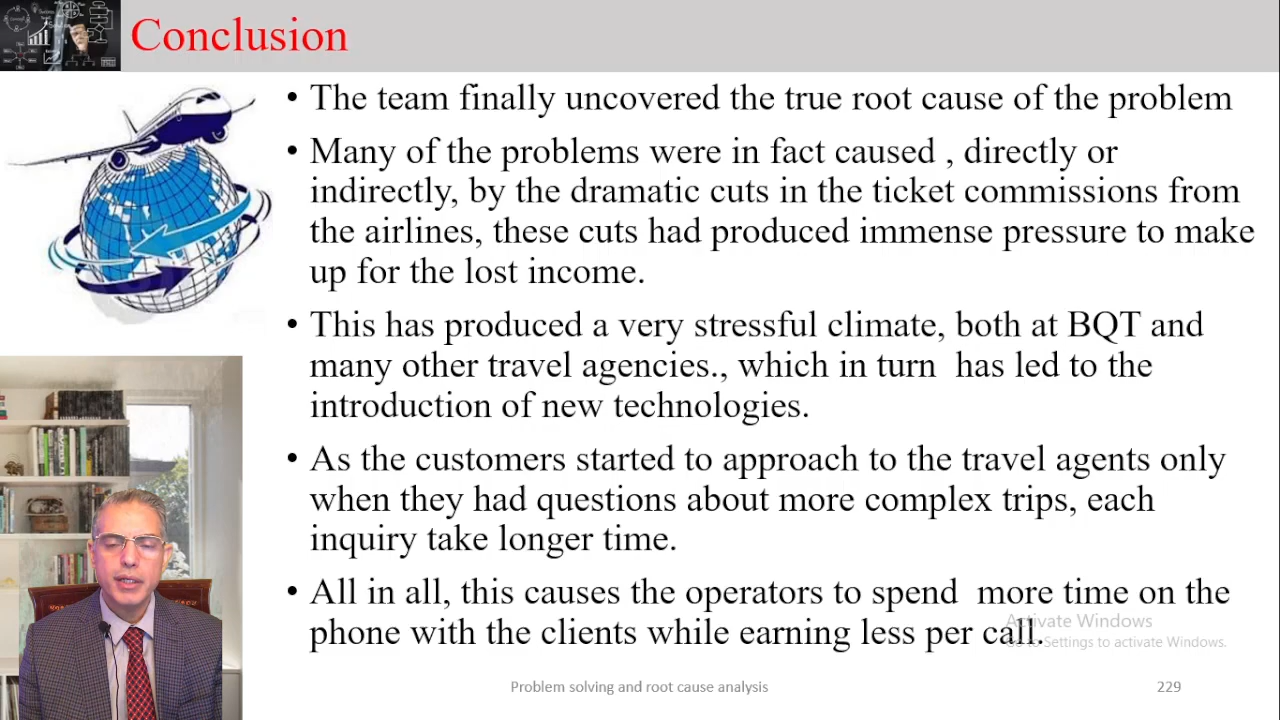 Conclusion
• The team finally uncovered the true root cause of the problem
• Many of the problems were in fact caused , directly or
indirectly, by the dramatic cuts in the ticket commissions from
the airlines, these cuts had produced immense pressure to make
up for the lost income.
• This has produced a very stressful climate, both at BQT and
many other travel agencies., which in turn  has led to the
introduction of new technologies.
• As the customers started to approach to the travel agents only
when they had questions about more complex trips, each
inquiry take longer time.
• All in all, this causes the operators to spend  more time on the
phone with the clients while earning less per call.
Activate Windows
Go to Settings to activate Windows.
Problem solving and root cause analysis
229